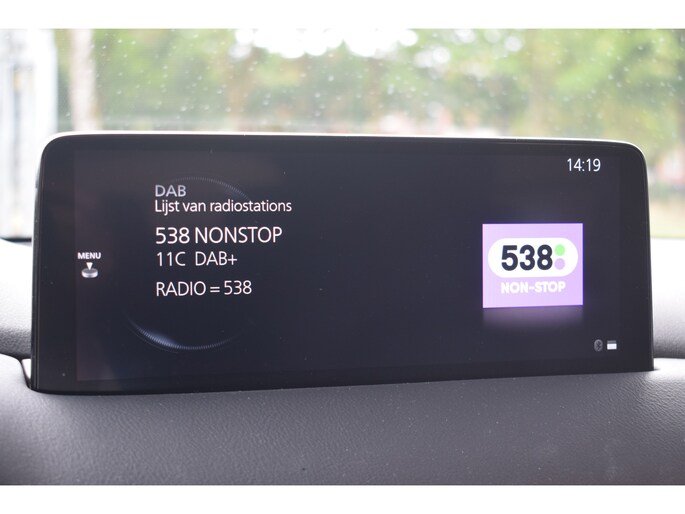 14:19
DAB
Lijst van radiostations
538 NONSTOP
11C DAB+
RADIO = 538
MENU
538
NON-STOP